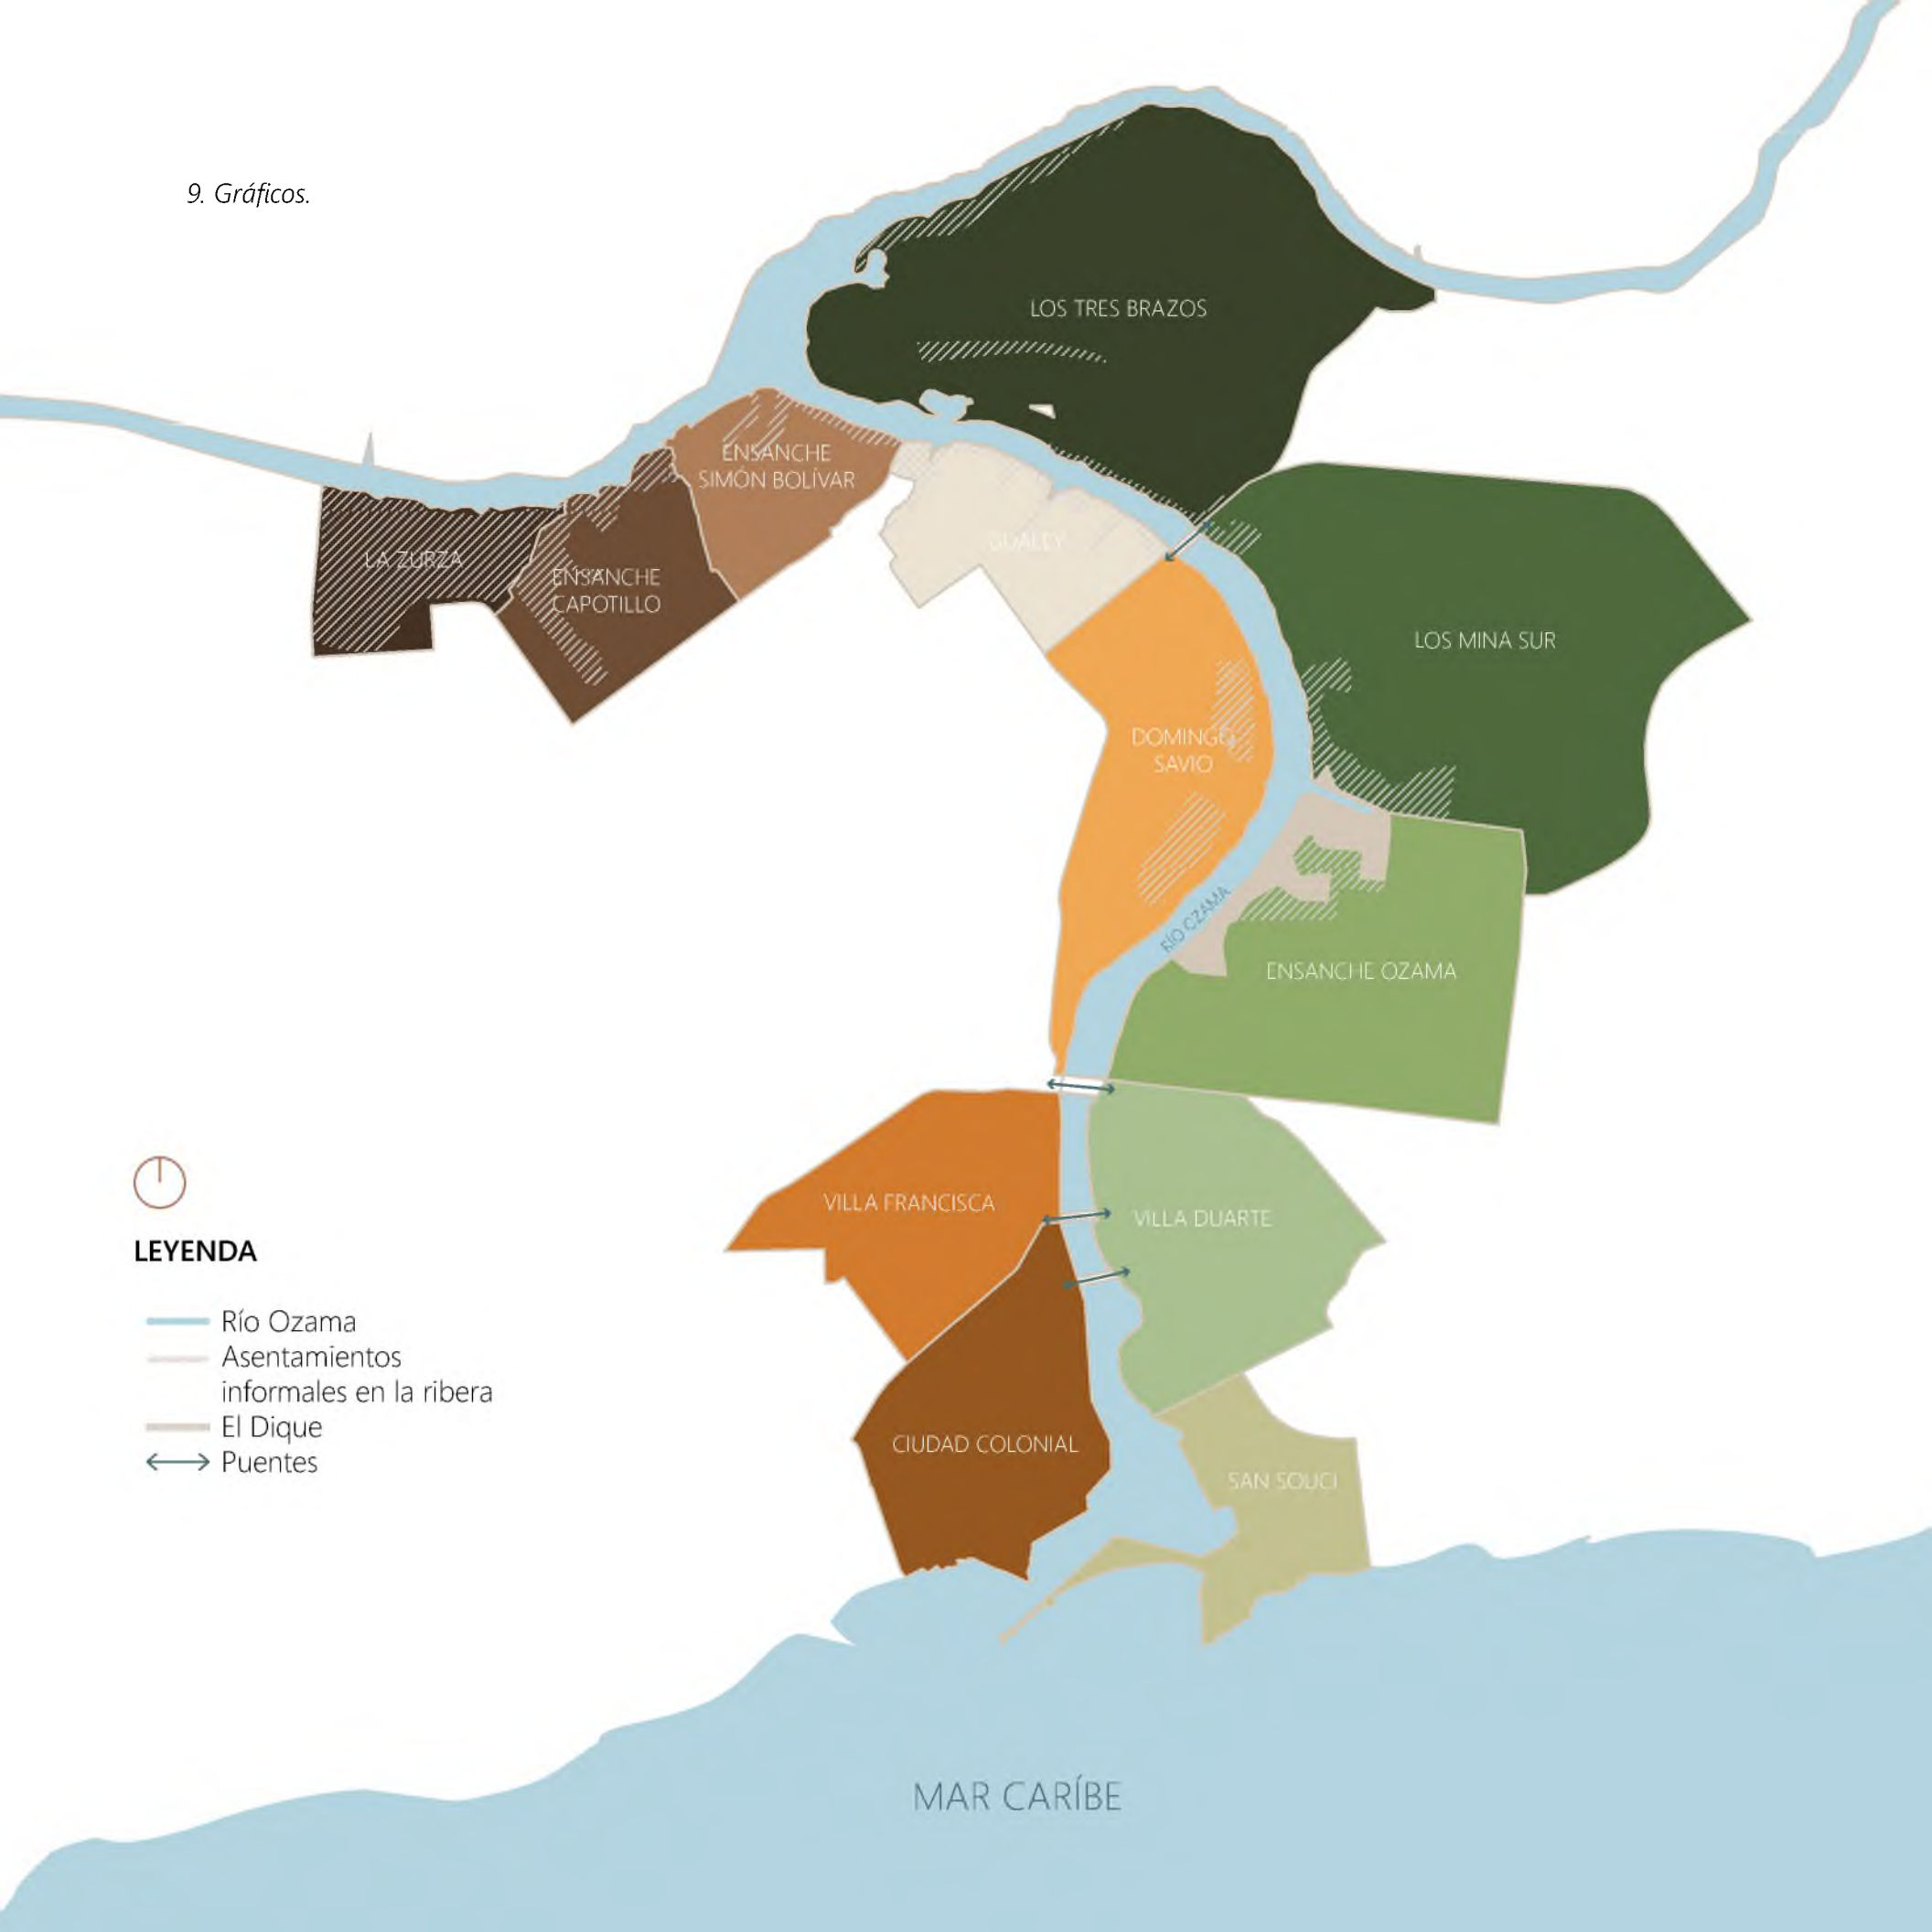 9. Gráficos.
LOS TRES BRAZOS
ENSANCHE
SIMÓN BOLÍVAR
GUALEY
LA ZURZA
ENSANCHE
CAPOTILLO
LOS MINA SUR
DOMINGO
SAVIO
RÍO OZAMA
ENSANCHE OZAMA
VILLA FRANCISCA
VILLA DUARTE
CIUDAD COLONIAL
SAN SOUCI
LEYENDA
Río Ozama
Asentamientos
informales en la ribera
El Dique
Puentes
MAR CARÍBE